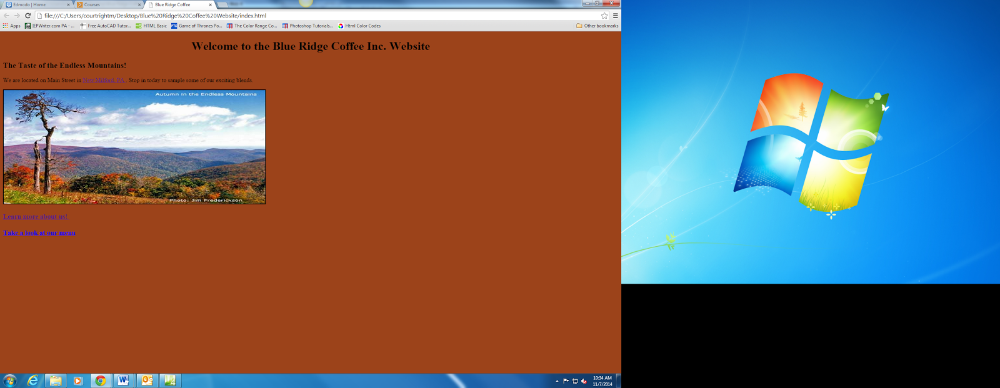 Edmodo | Home
Courses
Blue Ridge Coffee
file:///C:/Users/courtrightm/Desktop/Blue%20Ridge%20Coffee%20Website/index.html
Apps IEPWriter.com PA - ... Free AutoCAD Tutor... HTML Basic Game of Thrones Po... The Color Range Co... Photoshop Tutorials... Html Color Codes Other bookmarks
Welcome to the Blue Ridge Coffee Inc. Website
The Taste of the Endless Mountains!
We are located on Main Street in New Milford, PA . Stop in today to sample some of our exciting blends.
Autumn in the Endless Mountains
Photo: Jim Frederickson
Learn more about us!
Take a look at our menu
10:34 AM
11/7/2014